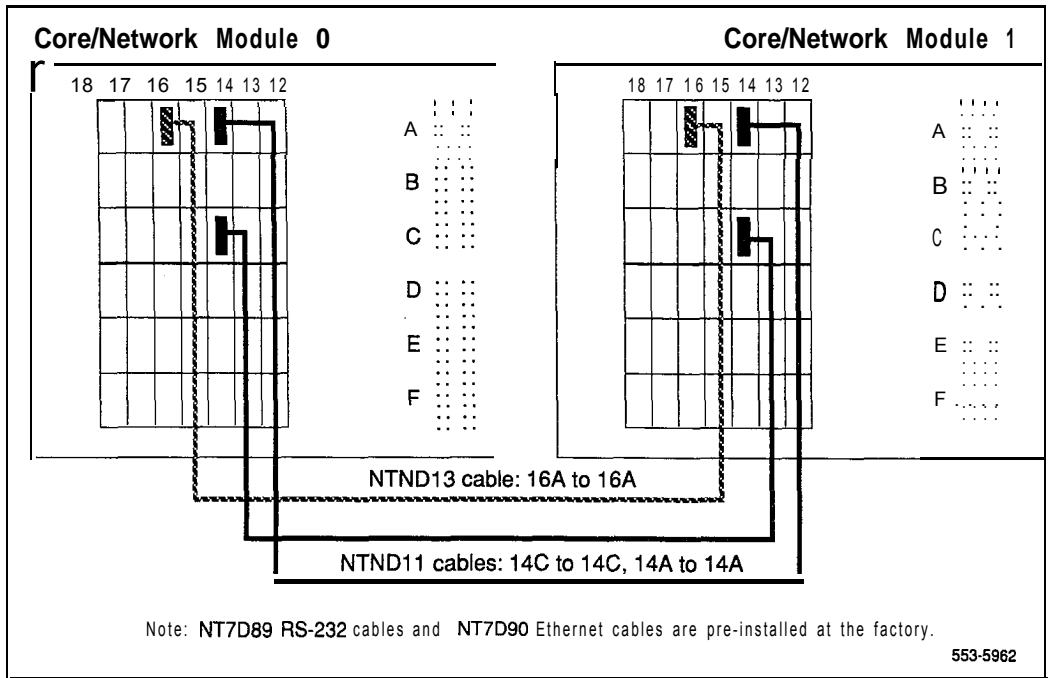 Core/Network Module 0
Core/Network Module 1
18 17 16 15 14 13 12
18 17 16 15 14 13 12
A
B
C
D
E
F
A
B
C
D
E
F
NTND13 cable: 16A to 16A
NTND11 cables: 14C to 14C, 14A to 14A
Note: NT7D89 RS-232 cables and NT7D90 Ethernet cables are pre-installed at the factory.
553-5962